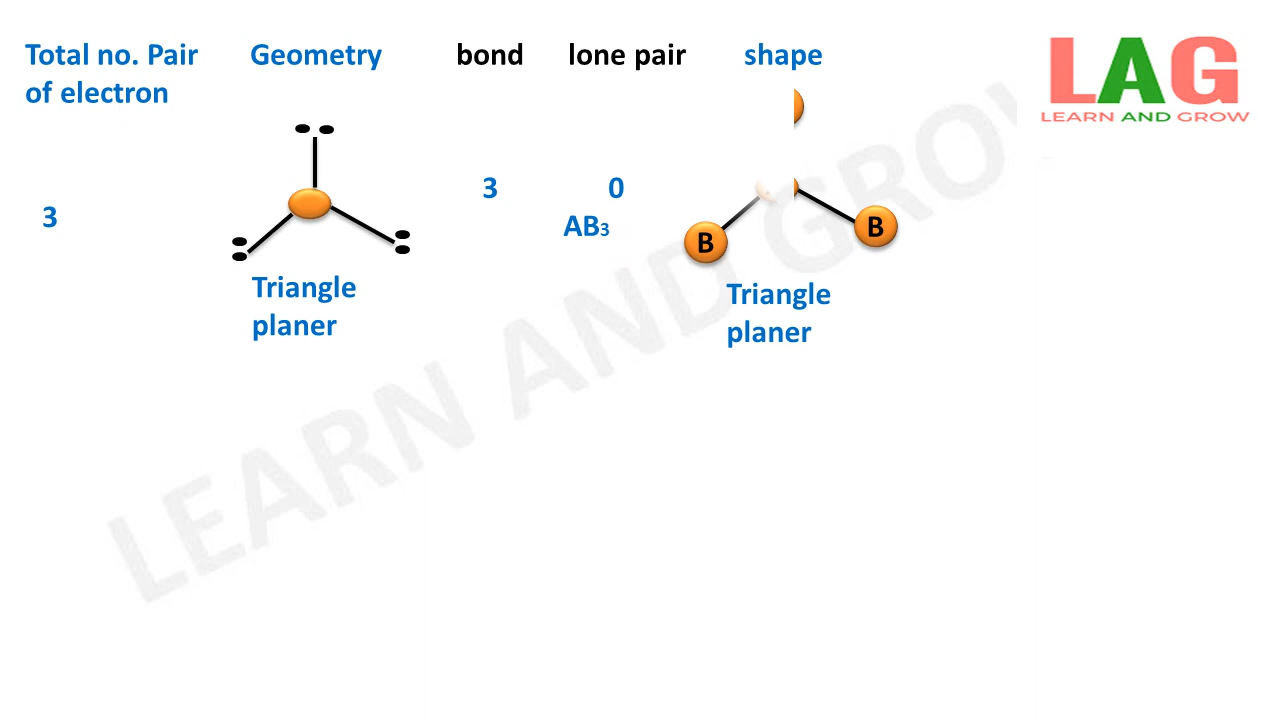 Total no. Pair of electron
Geometry
bond
lone pair
shape
LAG
LEARN AND GROW
3
3
0
AB₃
B
B
Triangle
planer
Triangle
planer
LEARN AND GROW